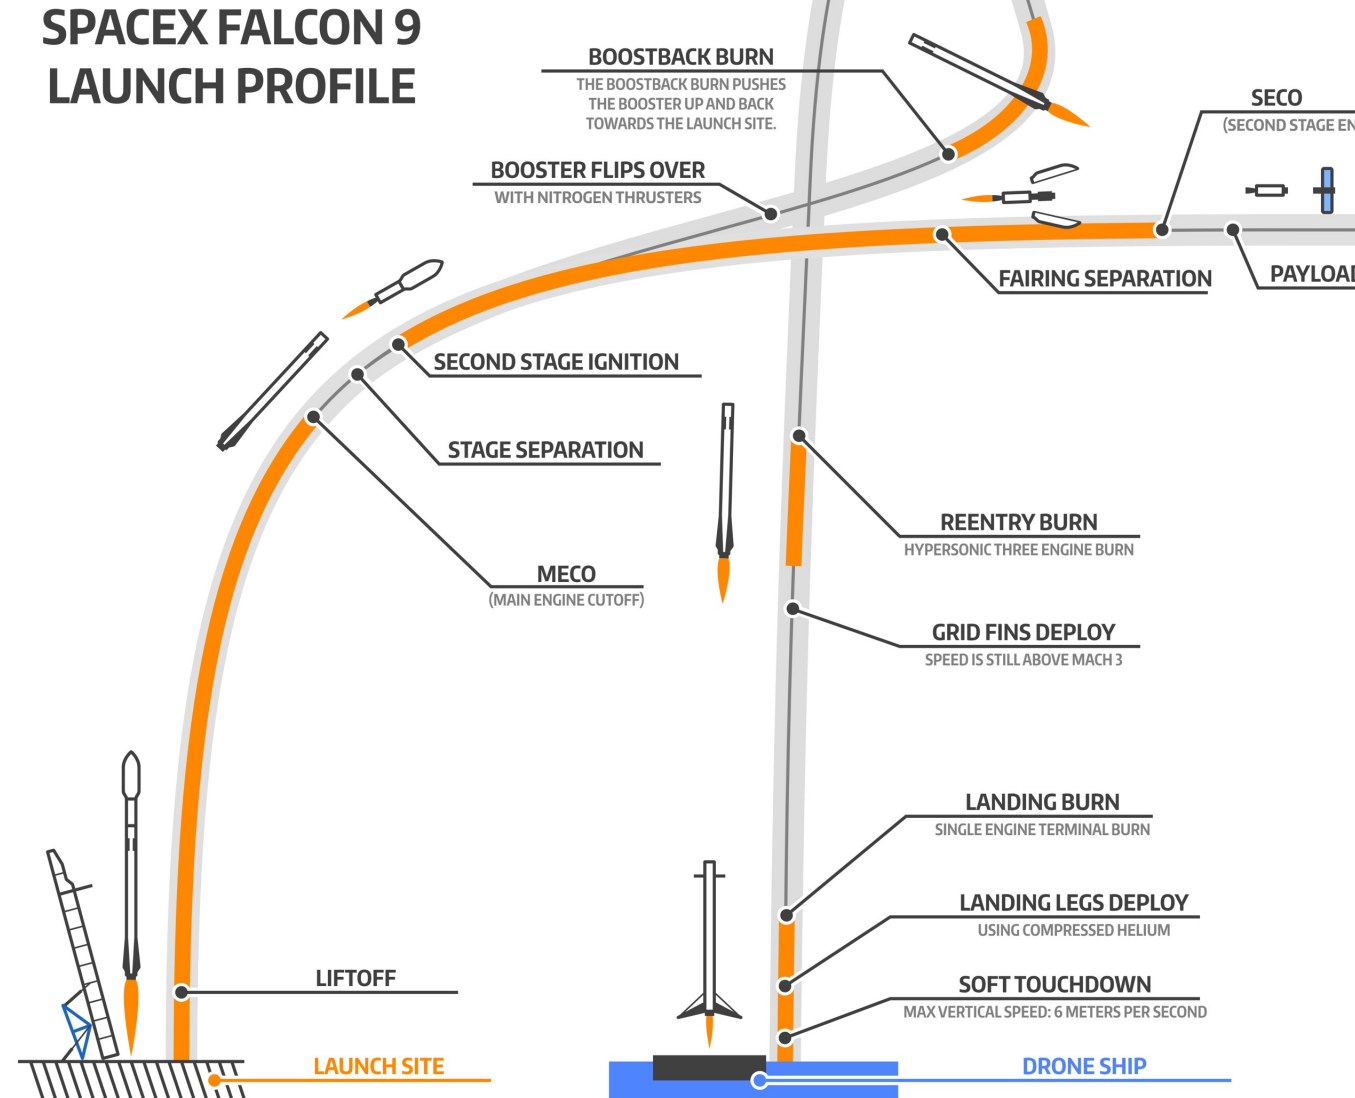 SPACEX FALCON 9
LAUNCH PROFILE
BOOSTBACK BURN
THE BOOSTBACK BURN PUSHES
THE BOOSTER UP AND BACK
TOWARDS THE LAUNCH SITE.
SECO
(SECOND STAGE EN
BOOSTER FLIPS OVER
WITH NITROGEN THRUSTERS
FAIRING SEPARATION
PAYLOAD
SECOND STAGE IGNITION
STAGE SEPARATION
MECO
(MAIN ENGINE CUTOFF)
REENTRY BURN
HYPERSONIC THREE ENGINE BURN
GRID FINS DEPLOY
SPEED IS STILL ABOVE MACH 3
LANDING BURN
SINGLE ENGINE TERMINAL BURN
LANDING LEGS DEPLOY
USING COMPRESSED HELIUM
LIFTOFF
SOFT TOUCHDOWN
MAX VERTICAL SPEED: 6 METERS PER SECOND
LAUNCH SITE
DRONE SHIP